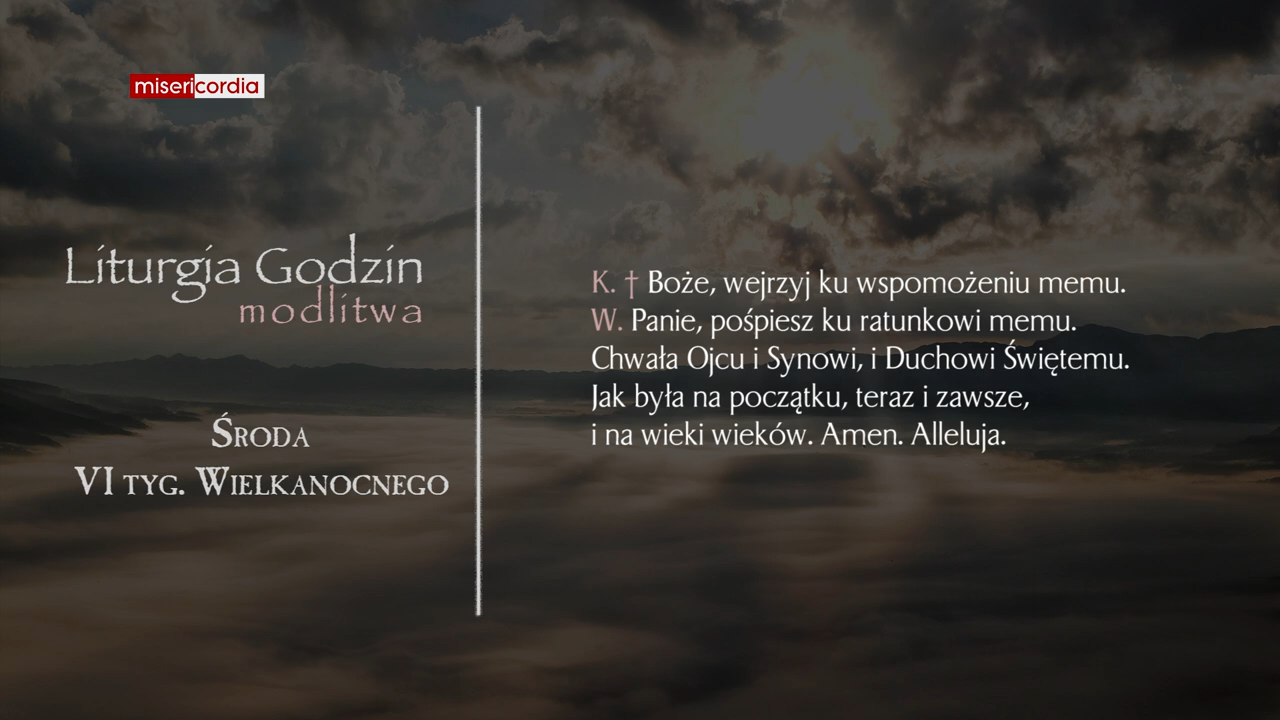 misericordia
Liturgia Godzin
modlitwa
Środa
VI tyg. Wielkanocnego
K. † Boże, wejrzyj ku wspomożeniu memu.
W. Panie, pośpiesz ku ratunkowi memu.
Chwała Ojcu i Synowi, i Duchowi Świętemu.
Jak była na początku, teraz i zawsze,
i na wieki wieków. Amen. Alleluja.